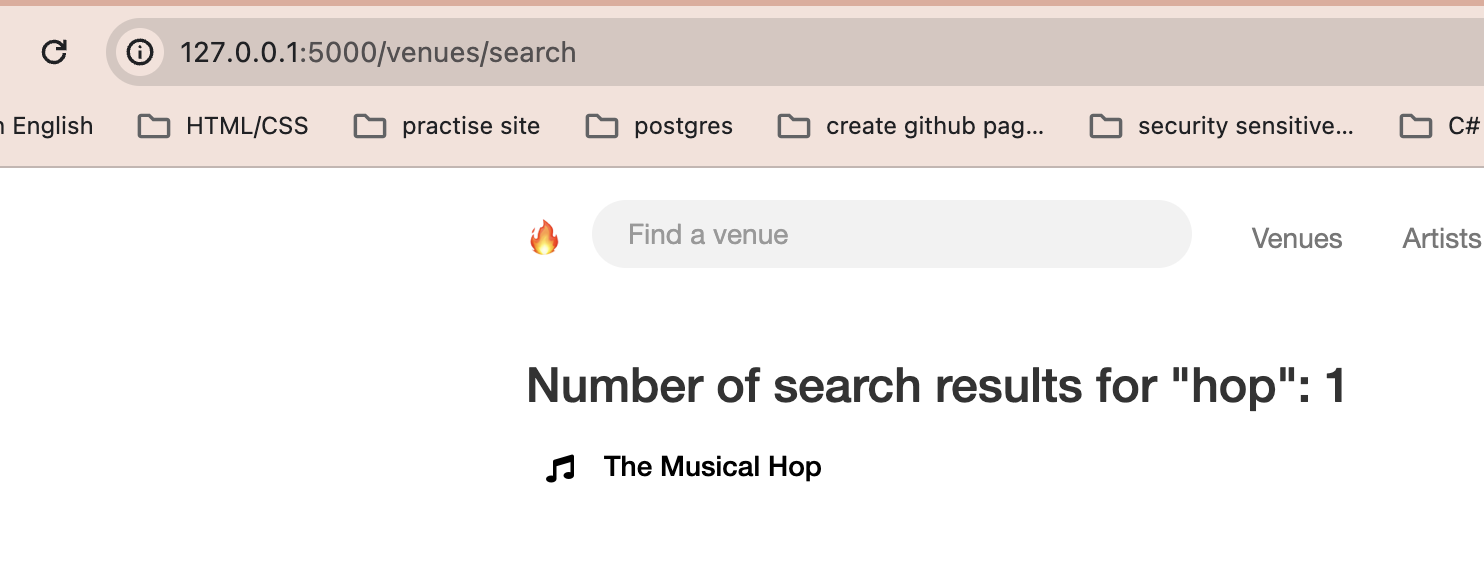 127.0.0.1:5000/venues/search
English HTML/CSS practise site postgres create github pag... security sensitive... C#
Find a venue Venues Artists
Number of search results for "hop": 1
The Musical Hop